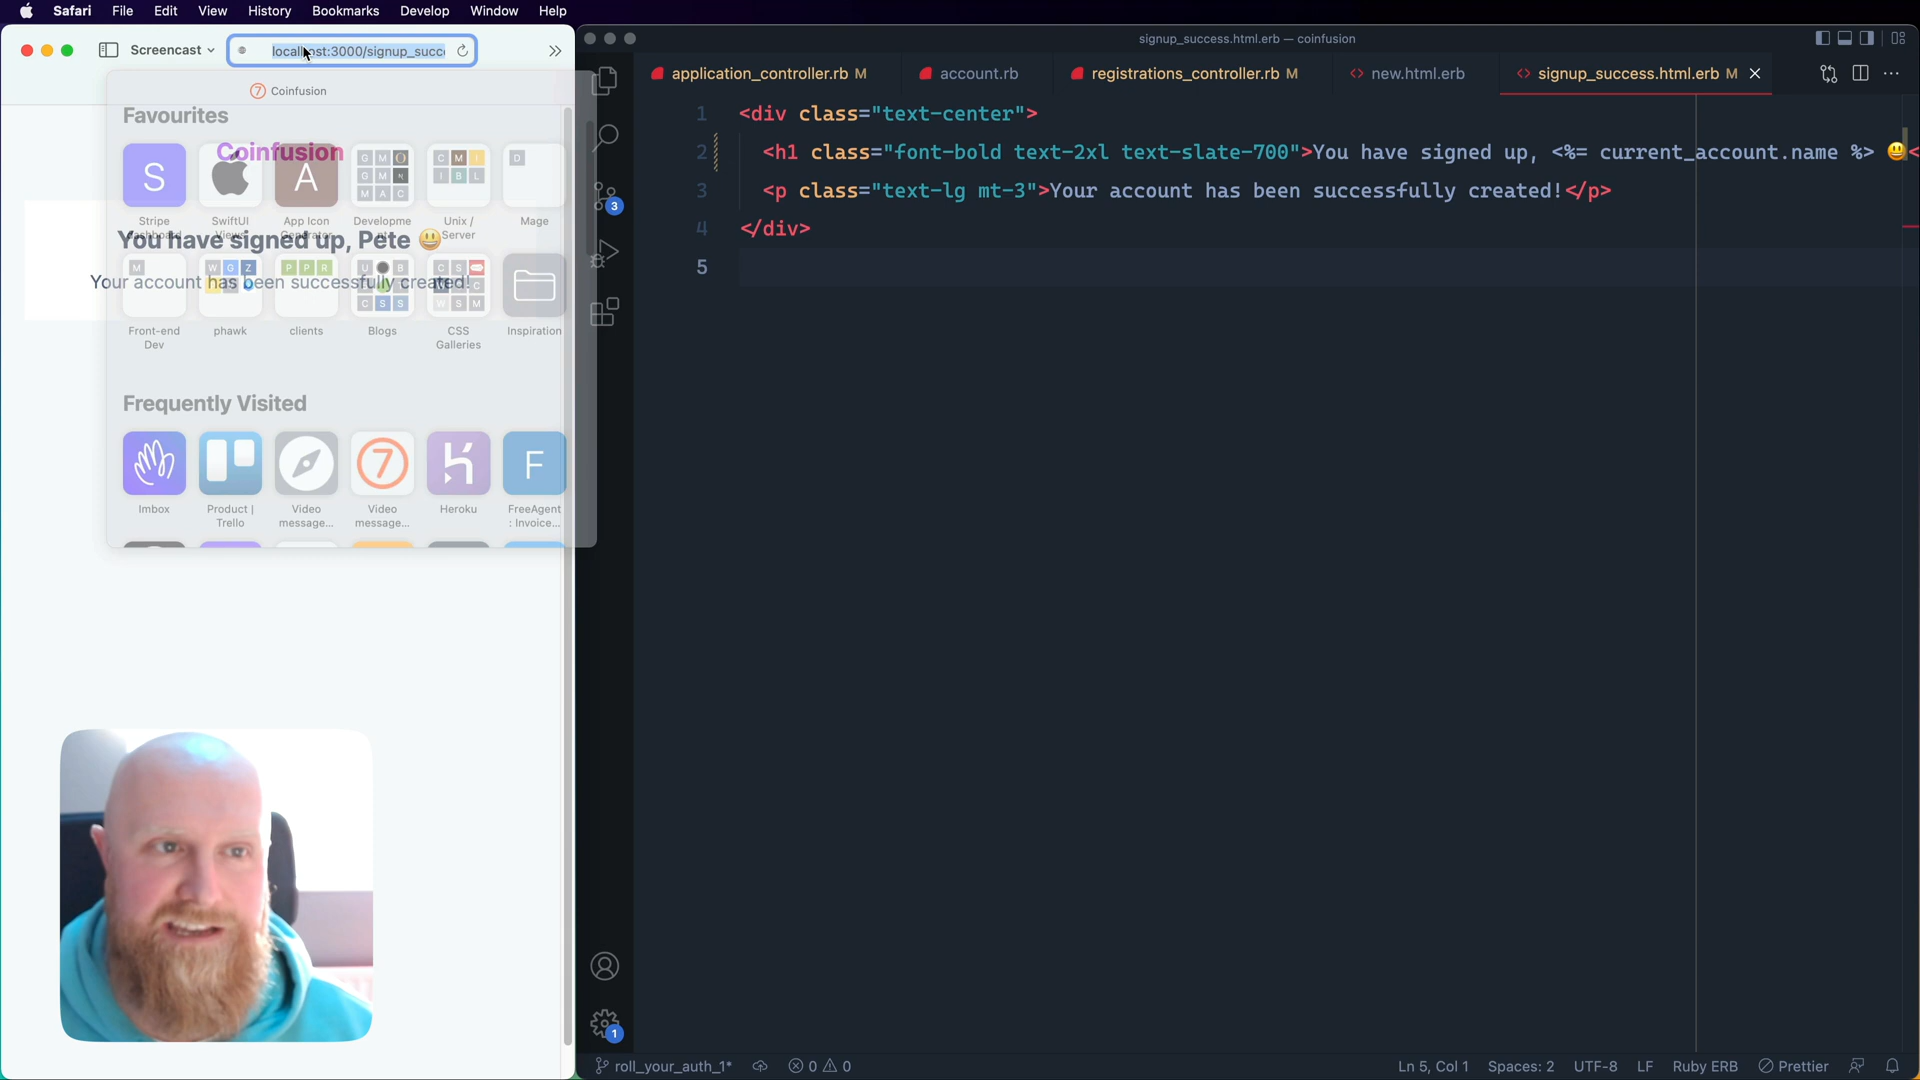 Safari File Edit View History Bookmarks Develop Window Help
Screencast
localhost:3000/signup_succ
Coinfusion
Favourites
Coinfusion
S
A
G M
G M N
M A C
C M I
I B L
D
Stripe Dashboard
SwiftUI Views
App Icon Generator
Developme
Unix / Server
Mage
You have signed up, Pete 😃
M
W G Z
P P R
U B
C S S
C S
W S M
Your account has been successfully created!
Front-end Dev
phawk
clients
Blogs
CSS Galleries
Inspiration
Frequently Visited
7
F
Imbox
Product | Trello
Video message...
Video message...
Heroku
FreeAgent : Invoice...
signup_success.html.erb — coinfusion
application_controller.rb M
account.rb
registrations_controller.rb M
<> new.html.erb
<> signup_success.html.erb M
1 <div class="text-center">
2 <h1 class="font-bold text-2xl text-slate-700">You have signed up, <%= current_account.name %> 😃<
3 <p class="text-lg mt-3">Your account has been successfully created!</p>
4 </div>
5
3
1
roll_your_auth_1*
0 0
Ln 5, Col 1
Spaces: 2
UTF-8
LF
Ruby ERB
Prettier